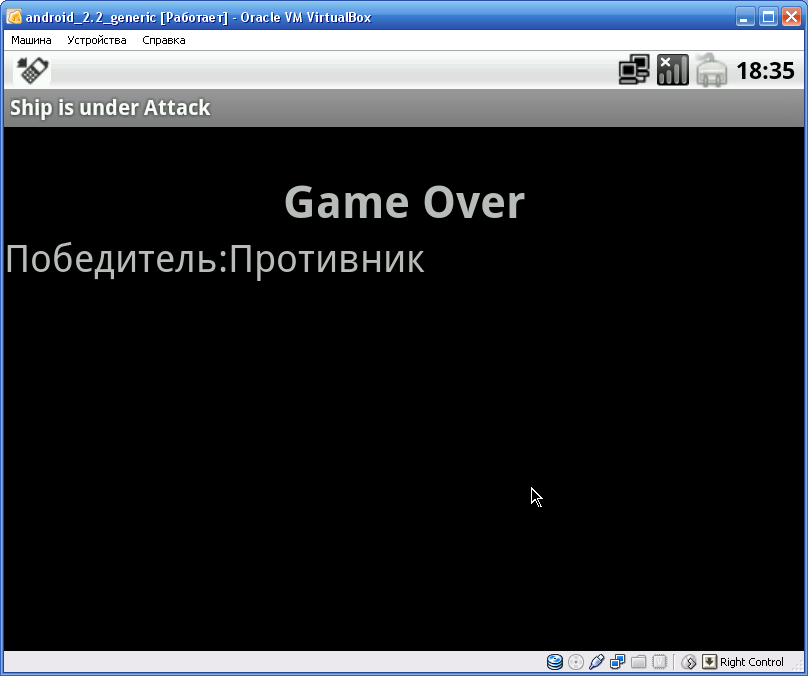 android_2.2_generic [Работает] - Oracle VM VirtualBox
Машина Устройства Справка
18:35
Ship is under Attack
Game Over
Победитель:Противник
Right Control